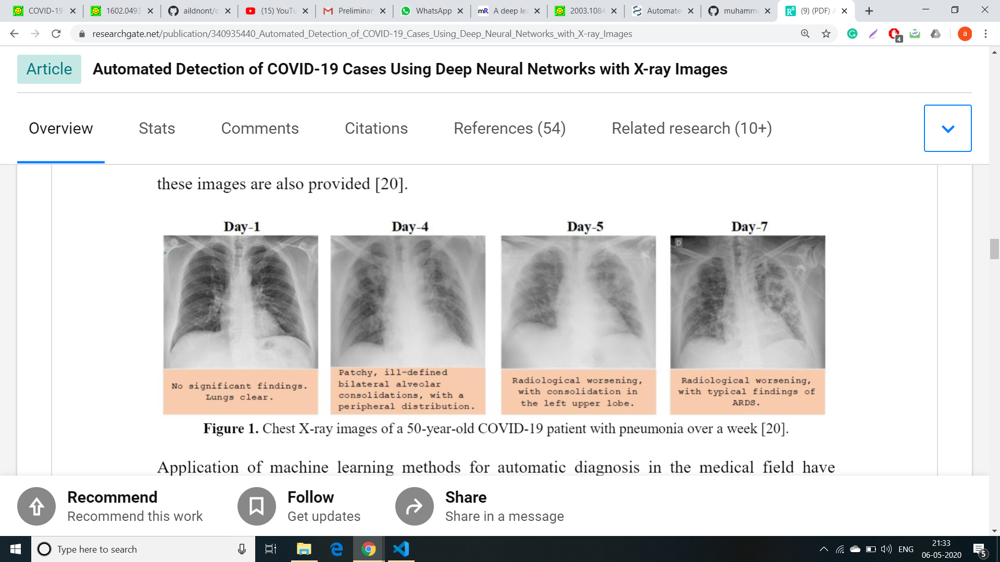 COVID-19
1602.0493
aildnont/c
(15) YouTu
Preliminar
WhatsApp
mR A deep lea
2003.1084
Automate
muhamme
RG (9) (PDF) A
researchgate.net/publication/340935440_Automated_Detection_of_COVID-19_Cases_Using_Deep_Neural_Networks_with_X-ray_Images
4
a
Article Automated Detection of COVID-19 Cases Using Deep Neural Networks with X-ray Images
Overview Stats Comments Citations References (54) Related research (10+)
these images are also provided [20].
Day-1 Day-4 Day-5 Day-7
D
No significant findings.
Lungs clear.
Patchy, ill-defined
bilateral alveolar
consolidations, with a
peripheral distribution.
Radiological worsening,
with consolidation in
the left upper lobe.
Radiological worsening,
with typical findings of
ARDS.
Figure 1. Chest X-ray images of a 50-year-old COVID-19 patient with pneumonia over a week [20].
Application of machine learning methods for automatic diagnosis in the medical field have
Recommend
Recommend this work
Follow
Get updates
Share
Share in a message
Type here to search
ENG
21:33
06-05-2020
5